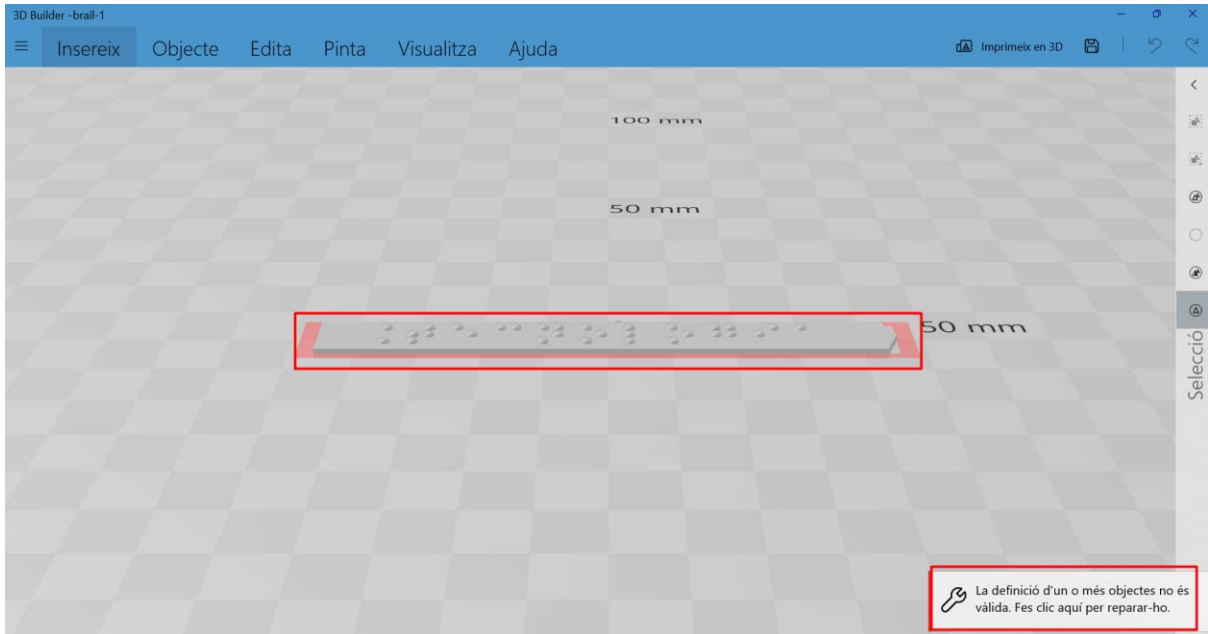 3D Builder -brail-1
Insereix Objecte Edita Pinta Visualitza Ajuda Imprimeix en 3D
100 mm
50 mm
50 mm
Selecció
La definició d'un o més objectes no és
vàlida. Fes clic aquí per reparar-ho.